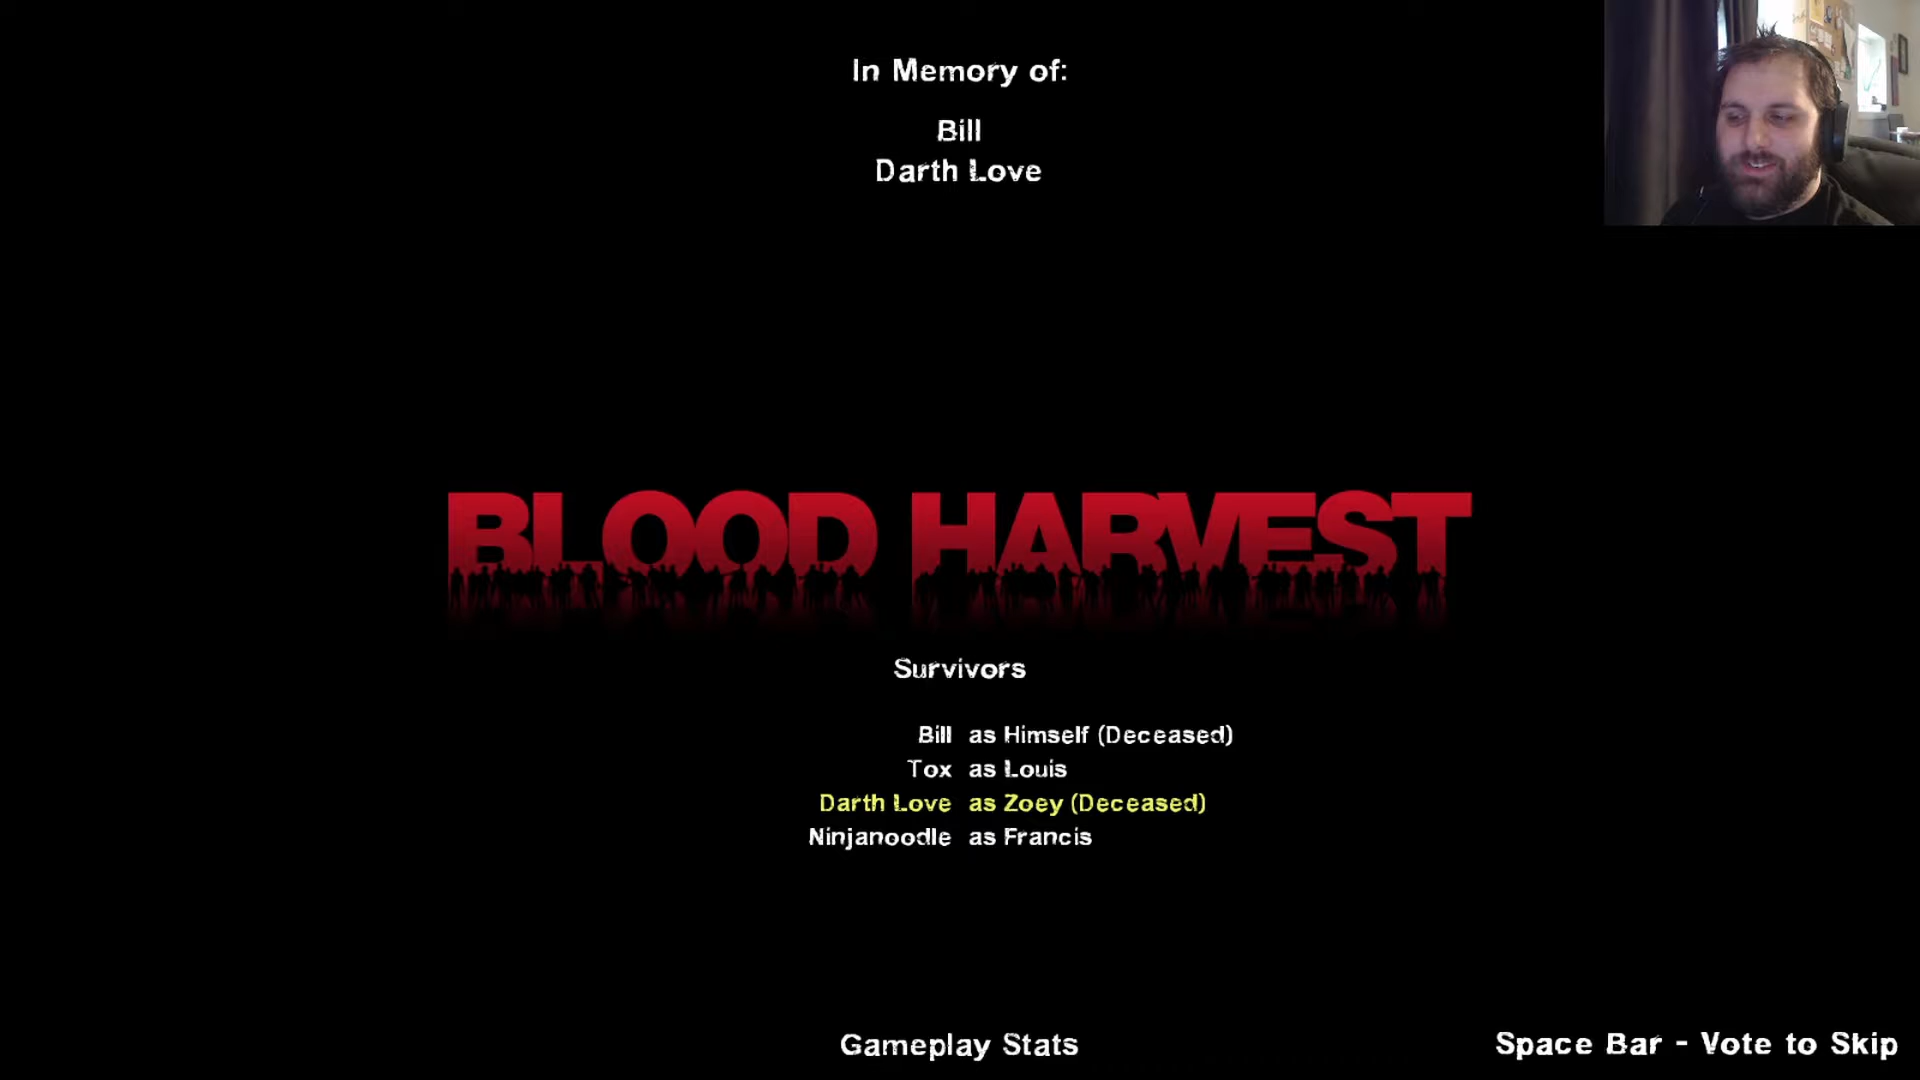 In Memory of:
Bill
Darth Love
BLOOD HARVEST
Survivors
Bill as Himself (Deceased)
Tox as Louis
Darth Love as Zoey (Deceased)
Ninjanoodle as Francis
Gameplay Stats
Space Bar - Vote to Skip